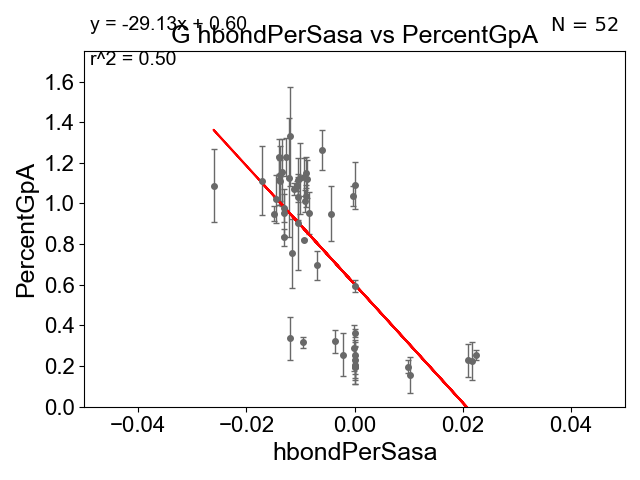 y = -29.13x + 0.60
G hbondPerSasa vs PercentGpA
N = 52
r^2 = 0.50
PercentGpA
1.6
1.4
1.2
1.0
0.8
0.6
0.4
0.2
0.0
−0.04 −0.02 0.00 0.02 0.04
hbondPerSasa